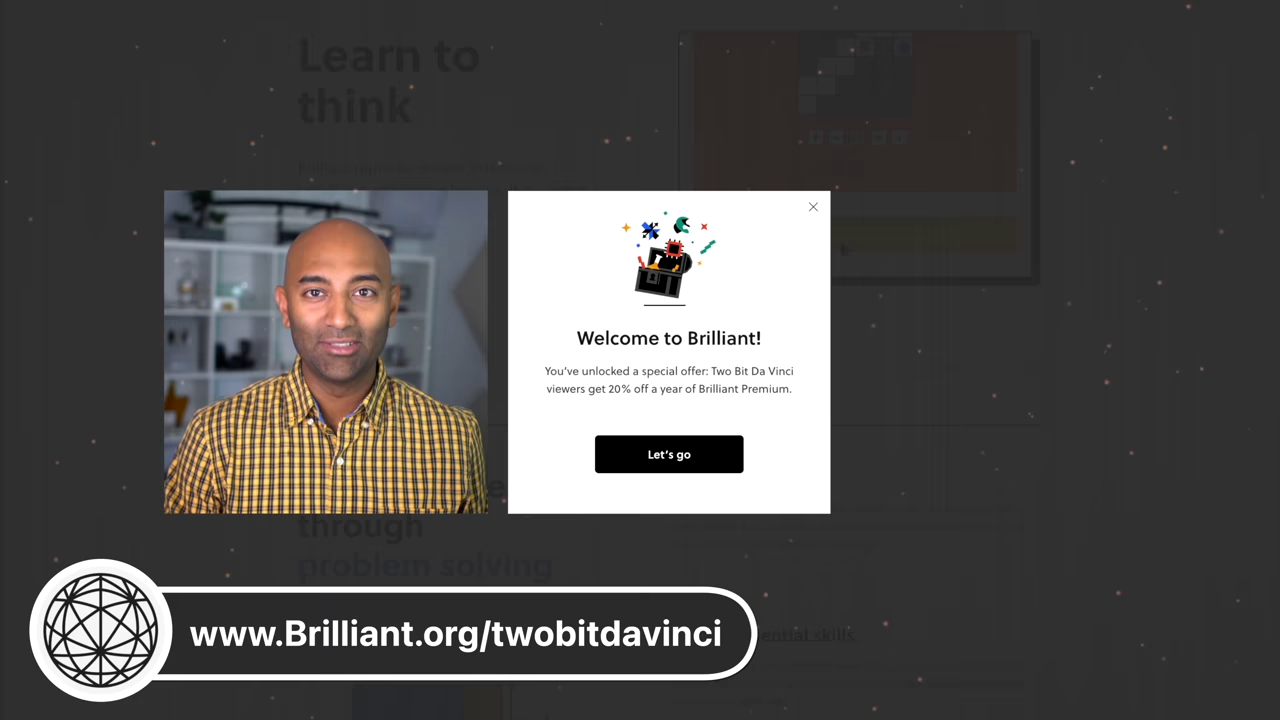 Learn to
think
Welcome to Brilliant!
You've unlocked a special offer: Two Bit Da Vinci
viewers get 20% off a year of Brilliant Premium.
Let's go
through
problem solving
www.Brilliant.org/twobitdavinci
skills